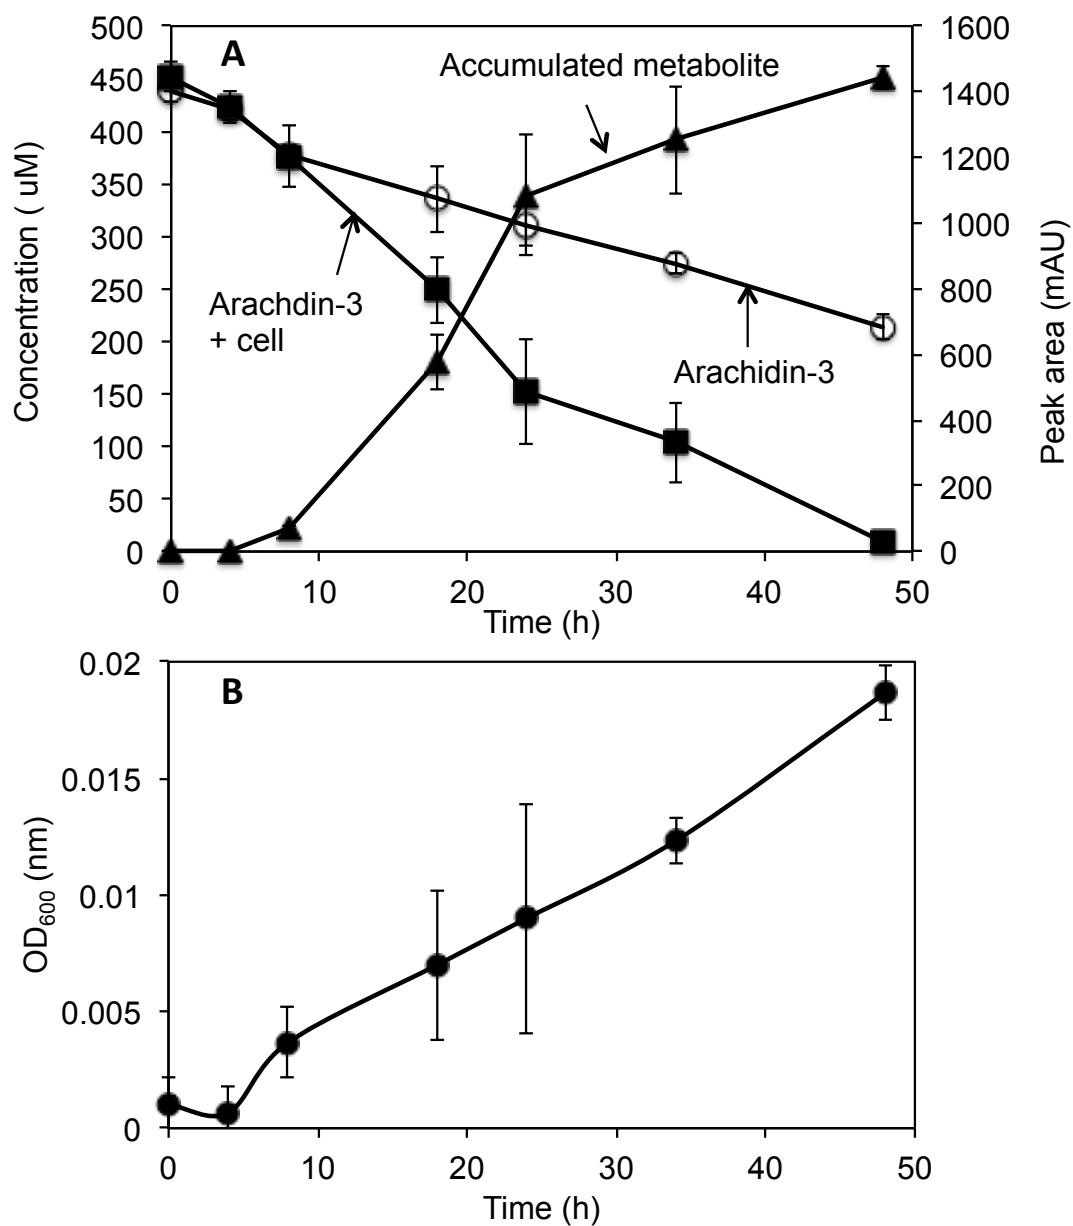 A
Accumulated metabolite
Arachdin-3
+ cell
Arachidin-3
Concentration ( uM)
500
450
400
350
300
250
200
150
100
50
0
Peak area (mAU)
1600
1400
1200
1000
800
600
400
200
0
0 10 20 30 40 50
Time (h)
B
OD600 (nm)
0.02
0.015
0.01
0.005
0
0 10 20 30 40 50
Time (h)